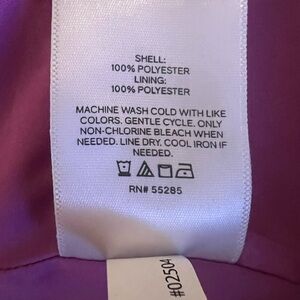 SHELL:
100% POLYESTER
LINING:
100% POLYESTER
MACHINE WASH COLD WITH LIKE
COLORS. GENTLE CYCLE. ONLY
NON-CHLORINE BLEACH WHEN
NEEDED. LINE DRY. COOL IRON IF
NEEDED.
RN# 55285
#02504